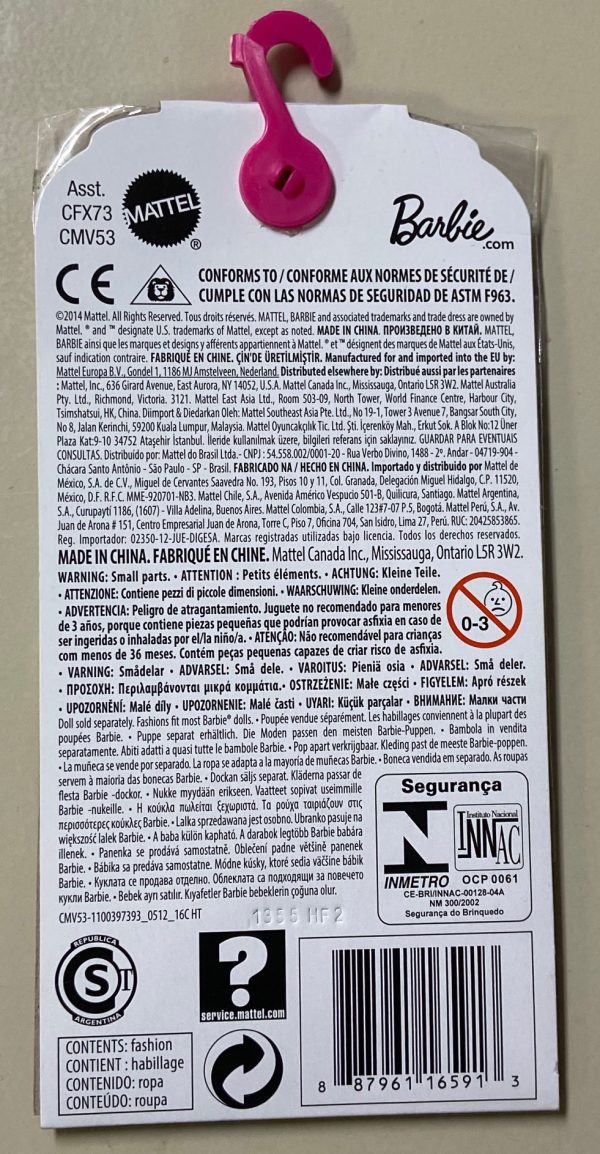 Asst.
CFX73
CMV53
MATTEL
®
Barbie
.com
CE
CONFORMS TO / CONFORME AUX NORMES DE SÉCURITÉ DE /
CUMPLE CON LAS NORMAS DE SEGURIDAD DE ASTM F963.
©2014 Mattel. All Rights Reserved. Tous droits réservés. MATTEL, BARBIE and associated trademarks and trade dress are owned by
Mattel. ® and ™ designate U.S. trademarks of Mattel, except as noted. MADE IN CHINA. ПРОИЗВЕДЕНО В КИТАЙ. MATTEL,
BARBIE ainsi que les marques et designs y afférents appartiennent à Mattel. ® et ™ désignent des marques de Mattel aux États-Unis,
sauf indication contraire. FABRIQUÉ EN CHINE. ÇİN'DE ÜRETİLMİŞTİR. Manufactured for and imported into the EU by:
Mattel Europa B.V., Gondel 1, 1186 MJ Amstelveen, Nederland. Distributed elsewhere by: Distribué aussi par les partenaires
: Mattel, Inc., 636 Girard Avenue, East Aurora, NY 14052, U.S.A. Mattel Canada Inc., Mississauga, Ontario L5R 3W2. Mattel Australia
Pty. Ltd., Richmond, Victoria. 3121. Mattel East Asia Ltd., Room 503-09, North Tower, World Finance Centre, Harbour City,
Tsimshatsui, HK, China. Diimport & Diedarkan Oleh: Mattel Southeast Asia Pte. Ltd., No 19-1, Tower 3 Avenue 7, Bangsar South City,
No 8, Jalan Kerinchi, 59200 Kuala Lumpur, Malaysia. Mattel Oyuncakçılık Tic. Ltd. Şti. İçerenköy Mah., Erkut Sok. A Blok No:12 Üner
Plaza Kat:9-10 34752 Ataşehir İstanbul. İleride kullanılmak üzere, bilgileri referans için saklayınız. GUARDAR PARA EVENTUAIS
CONSULTAS. Distribuído por: Mattel do Brasil Ltda.- CNPJ : 54.558.002/0001-20 - Rua Verbo Divino, 1488 - 2º. Andar - 04719-904 -
Chácara Santo Antônio - São Paulo - SP - Brasil. FABRICADO NA / HECHO EN CHINA. Importado y distribuido por Mattel de
México, S.A. de C.V., Miguel de Cervantes Saavedra No. 193, Pisos 10 y 11, Col. Granada, Delegación Miguel Hidalgo, C.P. 11520,
México, D.F. R.F.C. MME-920701-NB3. Mattel Chile, S.A., Avenida Américo Vespucio 501-B, Quilicura, Santiago. Mattel Argentina,
S.A., Curupaytí 1186, (1607) - Villa Adelina, Buenos Aires. Mattel Colombia, S.A., Calle 123#7-07 P.5, Bogotá. Mattel Perú, S.A., Av.
Juan de Arona # 151, Centro Empresarial Juan de Arona, Torre C, Piso 7, Oficina 704, San Isidro, Lima 27, Perú. RUC: 20425853865.
Reg. Importador: 02350-12-JUE-DIGESA. Marcas registradas utilizadas bajo licencia. Todos los derechos reservados.
MADE IN CHINA. FABRIQUÉ EN CHINE. Mattel Canada Inc., Mississauga, Ontario L5R 3W2.
WARNING: Small parts. • ATTENTION : Petits éléments. • ACHTUNG: Kleine Teile.
• ATTENZIONE: Contiene pezzi di piccole dimensioni. • WAARSCHUWING: Kleine onderdelen.
• ADVERTENCIA: Peligro de atragantamiento. Juguete no recomendado para menores
de 3 años, porque contiene piezas pequeñas que podrían provocar asfixia en caso de
ser ingeridas o inhaladas por el/la niño/a. • ATENÇÃO: Não recomendável para crianças
com menos de 36 meses. Contém peças pequenas capazes de criar risco de asfixia.
0-3
• VARNING: Smådelar • ADVARSEL: Små dele. • VAROITUS: Pieniä osia • ADVARSEL: Små deler.
• ΠΡΟΣΟΧΗ: Περιλαμβάνονται μικρά κομμάτια. • OSTRZEŻENIE: Małe części • FIGYELEM: Apró részek
• UPOZORNĚNÍ: Malé díly • UPOZORNENIE: Malé časti • UYARI: Küçük parçalar • ВНИМАНИЕ: Малки части
Doll sold separately. Fashions fit most Barbie® dolls. • Poupée vendue séparément. Les habillages conviennent à la plupart des
poupées Barbie. • Puppe separat erhältlich. Die Moden passen den meisten Barbie-Puppen. • Bambola in vendita
separatamente. Abiti adatti a quasi tutte le bambole Barbie. • Pop apart verkrijgbaar. Kleding past de meeste Barbie-poppen.
• La muñeca se vende por separado. La ropa se adapta a la mayoría de muñecas Barbie. • Boneca vendida em separado. As roupas
servem à maioria das bonecas Barbie. • Dockan säljs separat. Kläderna passar de
flesta Barbie -dockor. • Nukke myydään erikseen. Vaatteet sopivat useimmille
Barbie -nukeille. • Η κούκλα πωλείται ξεχωριστά. Τα ρούχα ταιριάζουν στις
περισσότερες κούκλες Barbie. • Lalka sprzedawana jest osobno. Ubranko pasuje na
większość lalek Barbie. • A baba külön kapható. A darabok legtöbb Barbie babára
illenek. • Panenka se prodává samostatně. Oblečení padne většině panenek
Barbie. • Bábika sa predáva samostatne. Módne kúsky, ktoré sedia väčšine bábik
Barbie. • Куклата се продава отделно. Облеклата са подходящи за повечето
кукли Barbie. • Bebek ayrı satılır. Kıyafetler Barbie bebeklerin çoğuna olur.
CMV53-1100397393_0512_16C HT
1355 HF2
Segurança
INMETRO
Instituto Nacional
INNAC
OCP 0061
CE-BRI/INNAC-00128-04A
NM 300/2002
Segurança do Brinquedo
REPUBLICA
CST
ARGENTINA
?
service.mattel.com
CONTENTS: fashion
CONTIENT : habillage
CONTENIDO: ropa
CONTEÚDO: roupa
8 87961 16591 3